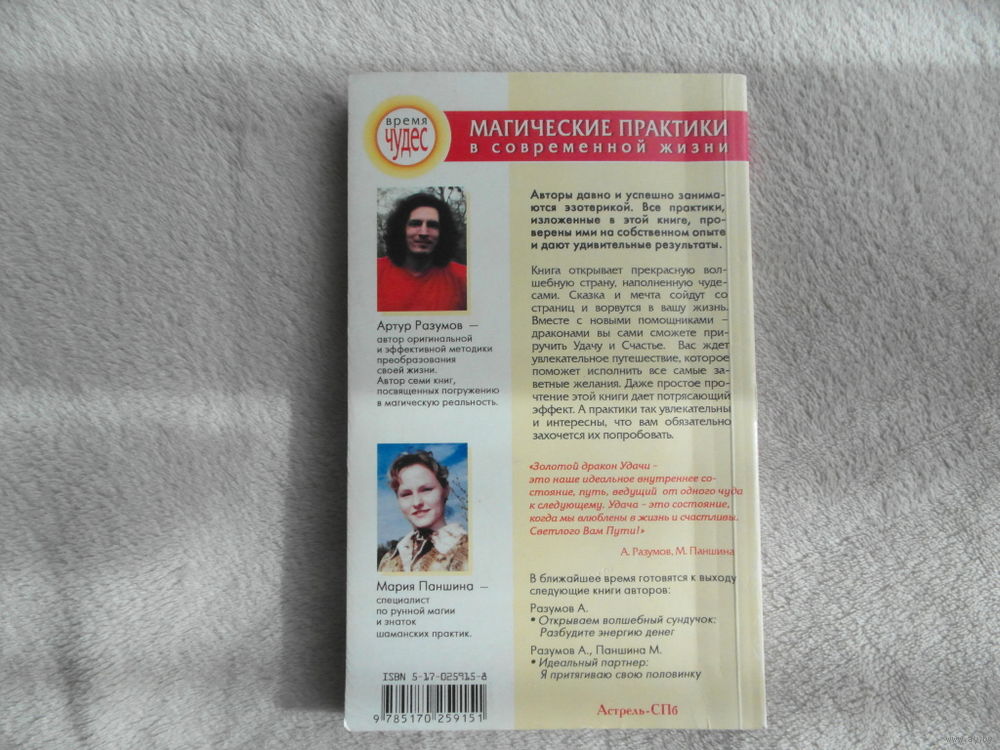 время
чудес
МАГИЧЕСКИЕ ПРАКТИКИ
в современной жизни
Авторы давно и успешно занима-
ются эзотерикой. Все практики,
изложенные в этой книге, про-
верены ими на собственном опыте
и дают удивительные результаты.
Книга открывает прекрасную вол-
шебную страну, наполненную чуде-
сами. Сказка и мечта сойдут со
страниц и ворвутся в вашу жизнь.
Вместе с новыми помощниками –
драконами вы сами сможете при-
ручить Удачу и Счастье. Вас ждет
увлекательное путешествие, которое
поможет исполнить все самые за-
ветные желания. Даже простое про-
чтение этой книги дает потрясающий
эффект. А практики так увлекательны
и интересны, что вам обязательно
захочется их попробовать.
«Золотой дракон Удачи –
это наше идеальное внутреннее со-
стояние, путь, ведущий от одного чуда
к следующему. Удача – это состояние,
когда мы влюблены в жизнь и счастливы.
Светлого Вам Пути!»
А. Разумов, М. Паншина
В ближайшее время готовятся к выходу
следующие книги авторов:
Разумов А.
• Открываем волшебный сундучок:
Разбудите энергию денег
Разумов А., Паншина М.
• Идеальный партнер:
Я притягиваю свою половинку
Астрель-СПб
Артур Разумов —
автор оригинальной
и эффективной методики
преобразования
своей жизни.
Автор семи книг,
посвященных погружению
в магическую реальность.
Мария Паншина —
специалист
по рунной магии
и знаток
шаманских практик.
ISBN 5-17-025915-8
9 785170 259151
www.ay.by